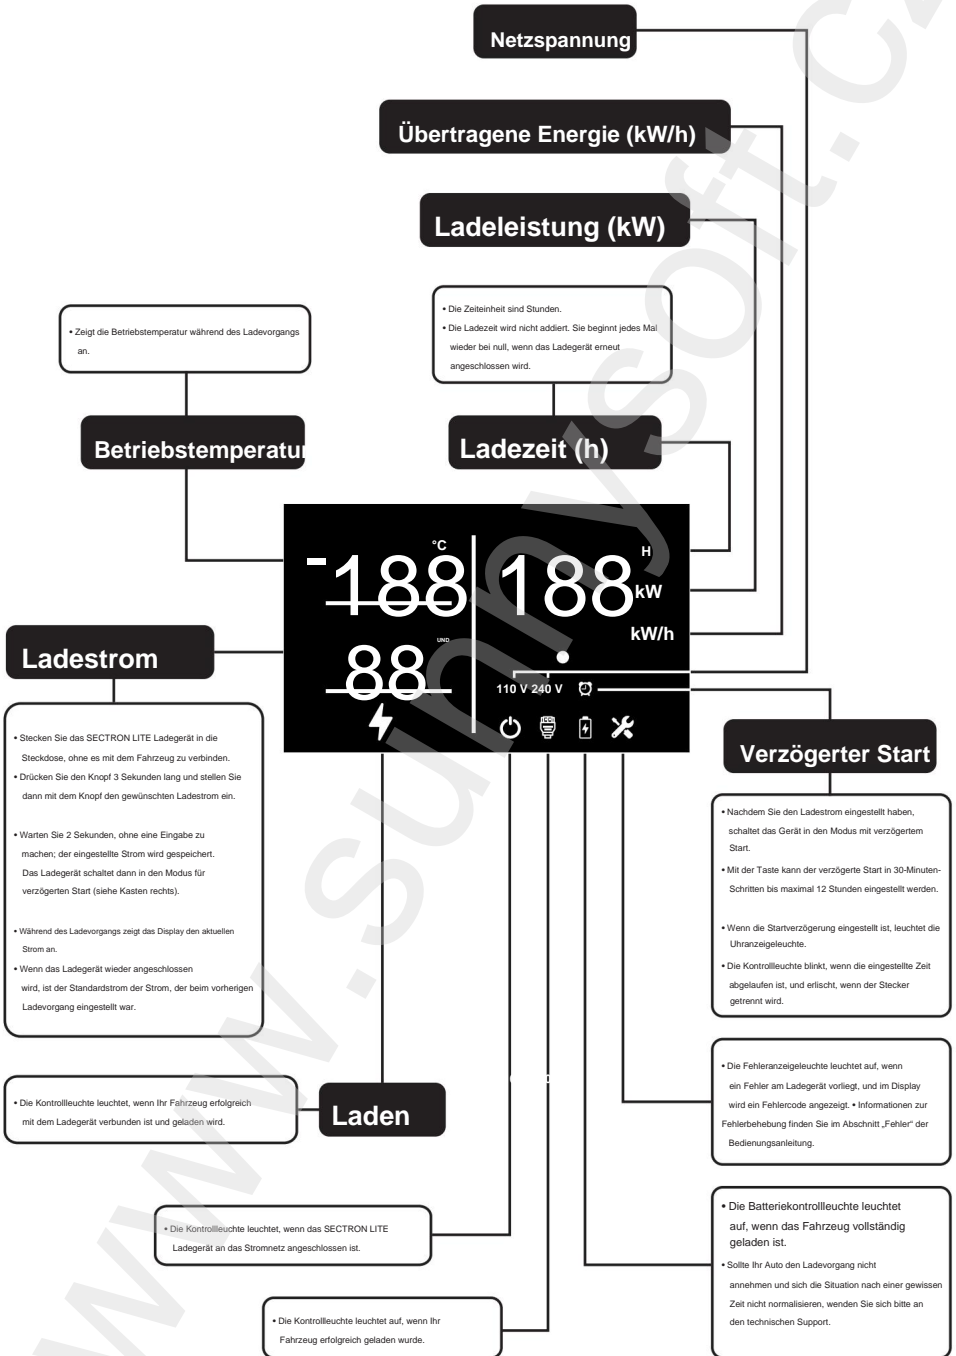 Netzspannung
Übertragene Energie (kW/h)
Ladeleistung (kW)
• Die Zeiteinheit sind Stunden.
• Die Ladezeit wird nicht addiert. Sie beginnt jedes Mal
wieder bei null, wenn das Ladegerät erneut
angeschlossen wird.
• Zeigt die Betriebstemperatur während des Ladevorgangs
an.
Betriebstemperatur
Ladezeit (h)
°C
-188
H
188
kW
kW/h
UND
88
110 V 240 V
Ladestrom
• Stecken Sie das SECTRON LITE Ladegerät in die
Steckdose, ohne es mit dem Fahrzeug zu verbinden.
• Drücken Sie den Knopf 3 Sekunden lang und stellen Sie
dann mit dem Knopf den gewünschten Ladestrom ein.
• Warten Sie 2 Sekunden, ohne eine Eingabe zu
machen; der eingestellte Strom wird gespeichert.
Das Ladegerät schaltet dann in den Modus für
verzögerten Start (siehe Kasten rechts).
• Während des Ladevorgangs zeigt das Display den aktuellen
Strom an.
• Wenn das Ladegerät wieder angeschlossen
wird, ist der Standardstrom der Strom, der beim vorherigen
Ladevorgang eingestellt war.
Verzögerter Start
• Nachdem Sie den Ladestrom eingestellt haben,
schaltet das Gerät in den Modus mit verzögertem
Start.
• Mit der Taste kann der verzögerte Start in 30-Minuten-
Schritten bis maximal 12 Stunden eingestellt werden.
• Wenn die Startverzögerung eingestellt ist, leuchtet die
Uhranzeigeleuchte.
• Die Kontrollleuchte blinkt, wenn die eingestellte Zeit
abgelaufen ist, und erlischt, wenn der Stecker
getrennt wird.
• Die Fehleranzeigeleuchte leuchtet auf, wenn
ein Fehler am Ladegerät vorliegt, und im Display
wird ein Fehlercode angezeigt. • Informationen zur
Fehlerbehebung finden Sie im Abschnitt „Fehler“ der
Bedienungsanleitung.
• Die Kontrollleuchte leuchtet, wenn Ihr Fahrzeug erfolgreich
mit dem Ladegerät verbunden ist und geladen wird.
Laden
• Die Kontrollleuchte leuchtet, wenn das SECTRON LITE
Ladegerät an das Stromnetz angeschlossen ist.
• Die Batteriekontrollleuchte leuchtet
auf, wenn das Fahrzeug vollständig
geladen ist.
• Sollte Ihr Auto den Ladevorgang nicht
annehmen und sich die Situation nach einer gewissen
Zeit nicht normalisieren, wenden Sie sich bitte an
den technischen Support.
• Die Kontrollleuchte leuchtet auf, wenn Ihr
Fahrzeug erfolgreich geladen wurde.
www.sunnysoft.cz